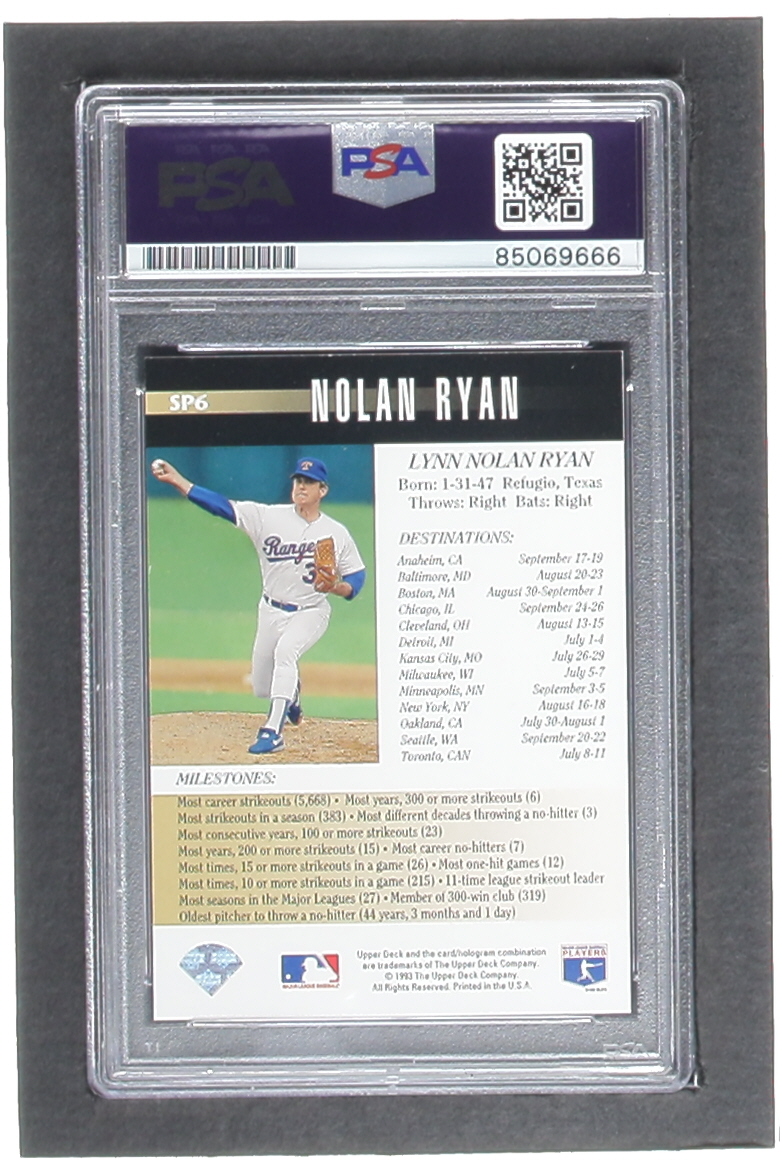 PSA
PSA
85069666
SP6 NOLAN RYAN
LYNN NOLAN RYAN
Born: 1-31-47 Refugio, Texas
Throws: Right Bats: Right
DESTINATIONS:
Anaheim, CA September 17-19
Baltimore, MD August 20-23
Boston, MA August 30-September 1
Chicago, IL September 24-26
Cleveland, OH August 13-15
Detroit, MI July 1-4
Kansas City, MO July 26-29
Milwaukee, WI July 5-7
Minneapolis, MN September 3-5
New York, NY August 16-18
Oakland, CA July 30-August 1
Seattle, WA September 20-22
Toronto, CAN July 8-11
T
Range
3
MILESTONES:
Most career strikeouts (5,668) • Most years, 300 or more strikeouts (6)
Most strikeouts in a season (383) • Most different decades throwing a no-hitter (3)
Most consecutive years, 100 or more strikeouts (23)
Most years, 200 or more strikeouts (15) • Most career no-hitters (7)
Most times, 15 or more strikeouts in a game (26) • Most one-hit games (12)
Most times, 10 or more strikeouts in a game (215) • 11-time league strikeout leader
Most seasons in the Major Leagues (27) • Member of 300-win club (319)
Oldest pitcher to throw a no-hitter (44 years, 3 months and 1 day)
MAJOR LEAGUE BASEBALL
Upper Deck and the card/hologram combination
are trademarks of The Upper Deck Company.
© 1993 The Upper Deck Company.
All Rights Reserved. Printed in the U.S.A.
MAJOR LEAGUE BASEBALL
PLAYERS
PSA